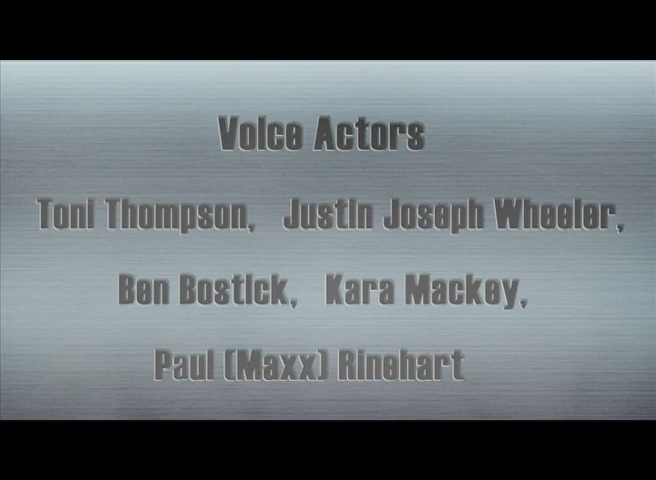 Voice Actors
Toni Thompson, Justin Joseph Wheeler,
Ben Bostick, Kara Mackey,
Paul (Maxx) Rinehart